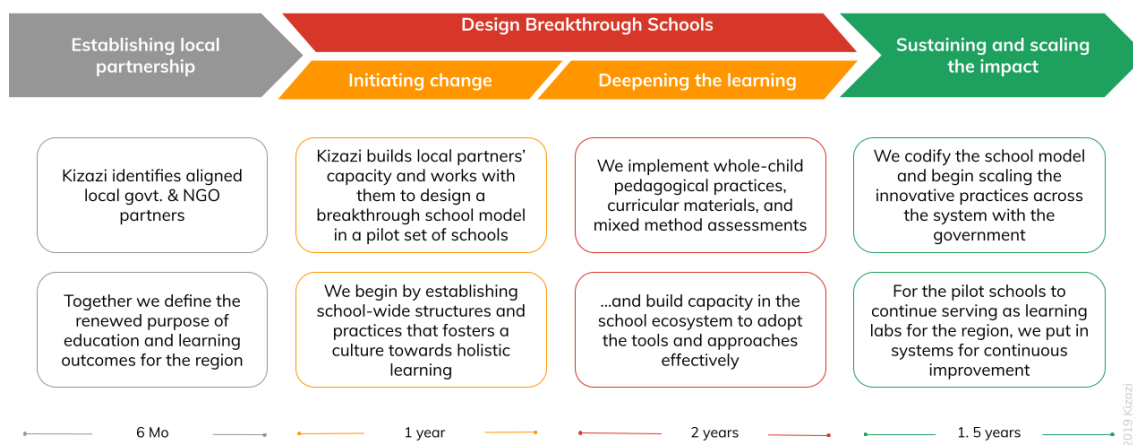 Establishing local
partnership
Design Breakthrough Schools
Initiating change
Deepening the learning
Sustaining and scaling
the impact
Kizazi identifies aligned
local govt. & NGO
partners
Kizazi builds local partners’
capacity and works with
them to design a
breakthrough school model
in a pilot set of schools
We implement whole-child
pedagogical practices,
curricular materials, and
mixed method assessments
We codify the school model
and begin scaling the
innovative practices across
the system with the
government
Together we define the
renewed purpose of
education and learning
outcomes for the region
We begin by establishing
school-wide structures and
practices that fosters a
culture towards holistic
learning
...and build capacity in the
school ecosystem to adopt
the tools and approaches
effectively
For the pilot schools to
continue serving as learning
labs for the region, we put in
systems for continuous
improvement
6 Mo
1 year
2 years
1. 5 years
2019 Kizazi